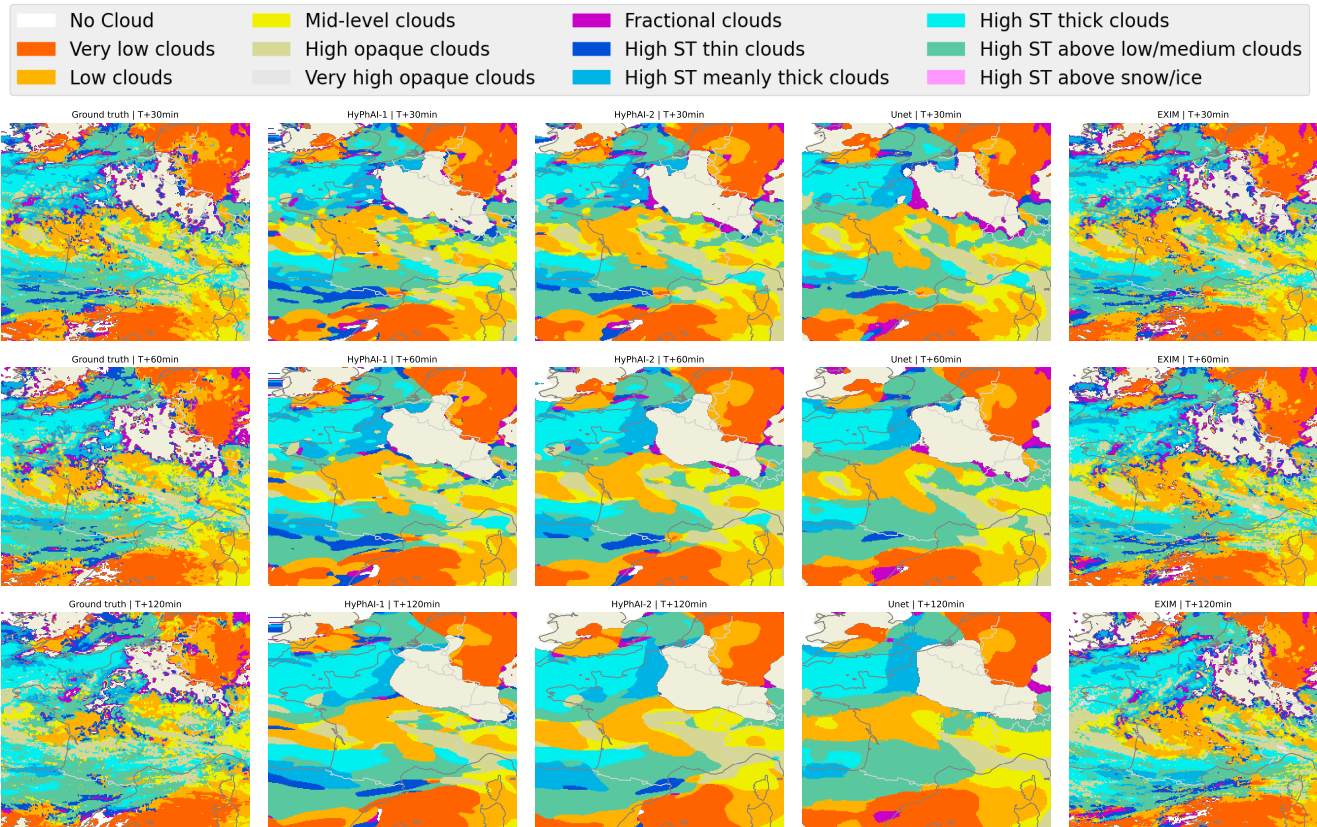 No Cloud
Mid-level clouds
Fractional clouds
High ST thick clouds
Very low clouds
High opaque clouds
High ST thin clouds
High ST above low/medium clouds
Low clouds
Very high opaque clouds
High ST meanly thick clouds
High ST above snow/ice
Ground truth | T+30min
HyPhAI-1 | T+30min
HyPhAI-2 | T+30min
Unet | T+30min
EXIM | T+30min
Ground truth | T+60min
HyPhAI-1 | T+60min
HyPhAI-2 | T+60min
Unet | T+60min
EXIM | T+60min
Ground truth | T+120min
HyPhAI-1 | T+120min
HyPhAI-2 | T+120min
Unet | T+120min
EXIM | T+120min